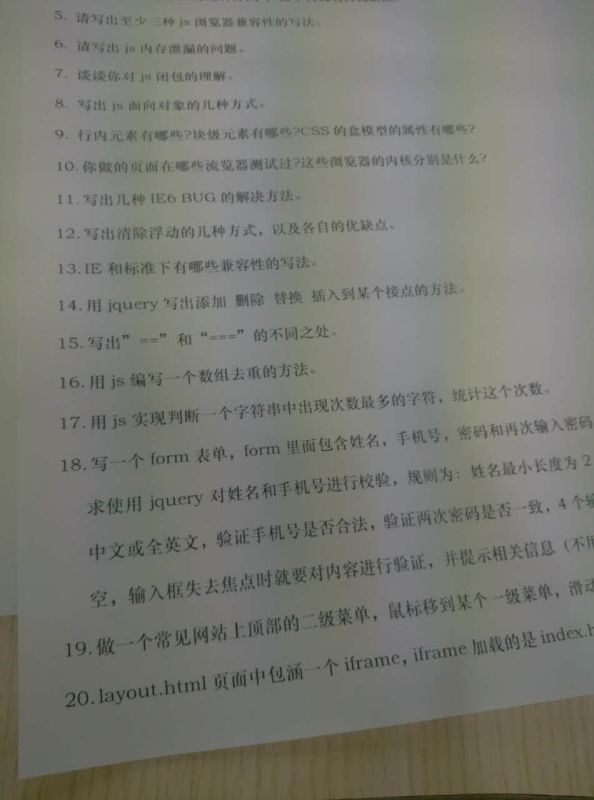 5. 请写出至少三种 js 浏览器兼容性的写法。
6. 请写出 js 内存泄漏的问题。
7. 谈谈你对 js 闭包的理解。
8. 写出 js 面向对象的几种方式。
9. 行内元素有哪些?块级元素有哪些?CSS 的盒模型的属性有哪些?
10. 你做的页面在哪些流览器测试过?这些浏览器的内核分别是什么?
11. 写出几种 IE6 BUG 的解决方法。
12. 写出清除浮动的几种方式，以及各自的优缺点。
13. IE 和标准下有哪些兼容性的写法。
14. 用 jquery 写出添加 删除 替换 插入到某个接点的方法。
15. 写出” ==” 和 “===” 的不同之处。
16. 用 js 编写一个数组去重的方法。
17. 用 js 实现判断一个字符串中出现次数最多的字符，统计这个次数。
18. 写一个 form 表单，form 里面包含姓名，手机号，密码和再次输入密码
求使用 jquery 对姓名和手机号进行校验，规则为：姓名最小长度为 2
中文或全英文，验证手机号是否合法，验证两次密码是否一致，4 个输
空，输入框失去焦点时就要对内容进行验证，并提示相关信息（不用
19. 做一个常见网站上顶部的二级菜单，鼠标移到某个一级菜单，滑动
20. layout.html 页面中包涵一个 iframe，iframe 加载的是 index.h